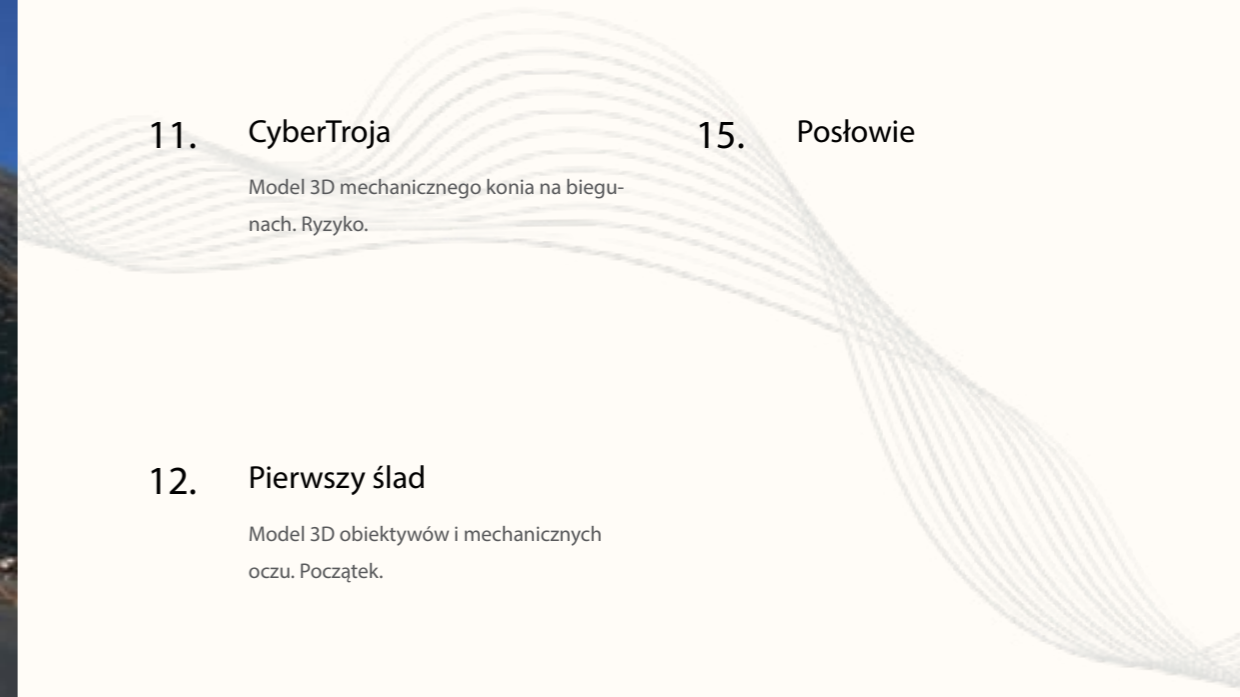 11. CyberTroja
Model 3D mechanicznego konia na biegu-
nach. Ryzyko.
12. Pierwszy ślad
Model 3D obiektywów i mechanicznych
oczu. Początek.
15. Posłowie